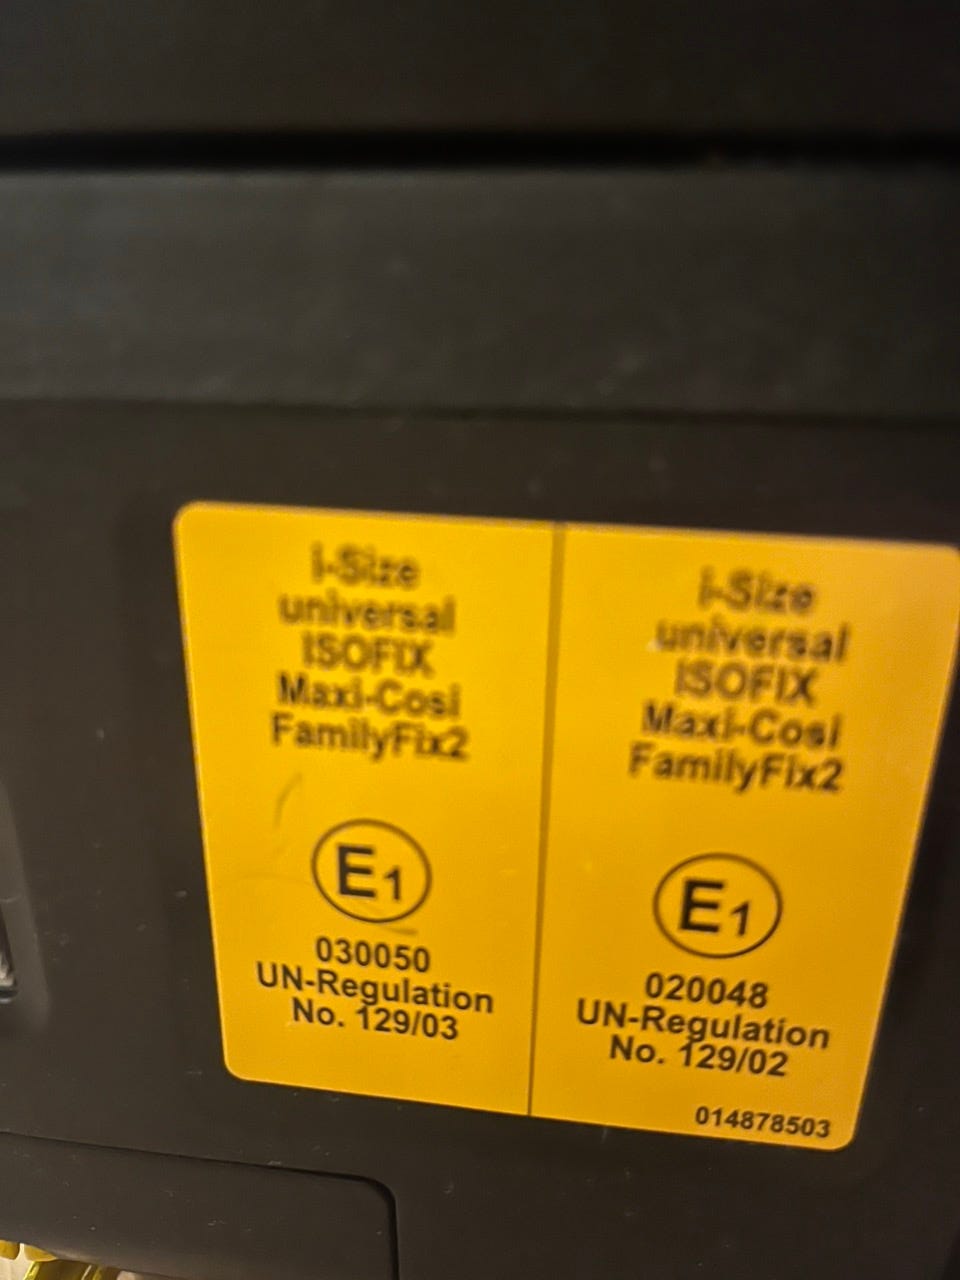 i-Size
universal
ISOFIX
Maxi-Cosi
FamilyFix2
E1
030050
UN-Regulation
No. 129/03
i-Size
universal
ISOFIX
Maxi-Cosi
FamilyFix2
E1
020048
UN-Regulation
No. 129/02
014878503